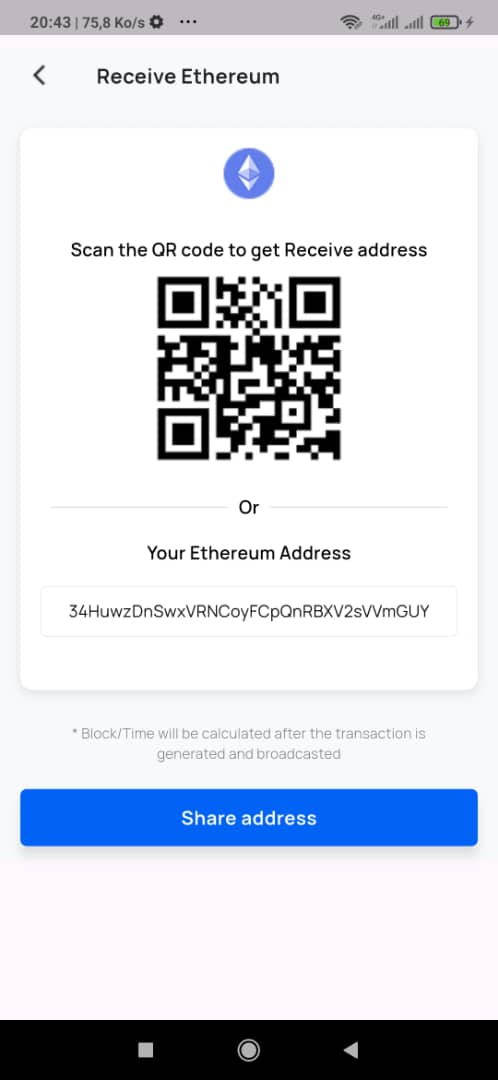 20:43 | 75,8 Ko/s
4G+
69
Receive Ethereum
Scan the QR code to get Receive address
Or
Your Ethereum Address
34HuwzDnSwxVRNCoyFCpQnRBXV2sVVmGUY
* Block/Time will be calculated after the transaction is
generated and broadcasted
Share address